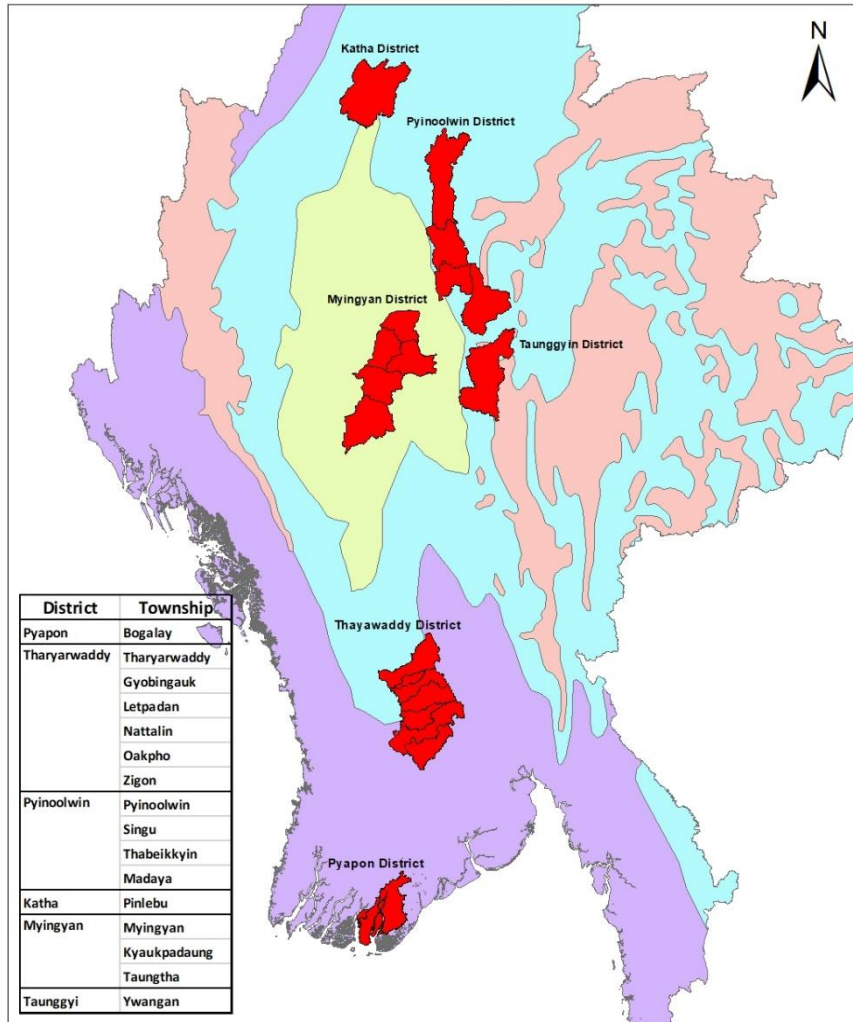 N
Katha District
Pyinoolwin District
Myingyan District
Taunggyin District
Thayawaddy District
Pyapon District
District Township
Pyapon Bogalay
Tharyarwaddy Tharyarwaddy
Gyobingauk
Letpadan
Nattalin
Oakpho
Zigon
Pyinoolwin Pyinoolwin
Singu
Thabeikkyin
Madaya
Katha Pinlebu
Myingyan Myingyan
Kyaukpadaung
Taungtha
Taunggyi Ywangan